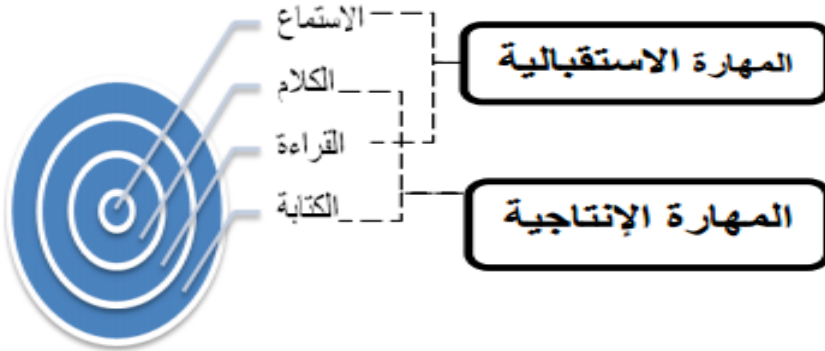 الاستماع
الكلام
القراءة
الكتابة
المهارة الاستقبالية
المهارة الإنتاجية